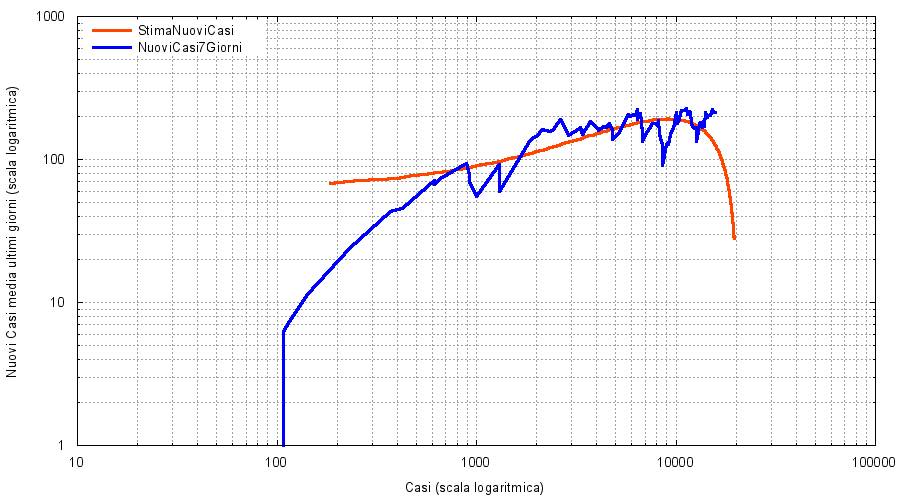 1000
StimaNuoviCasi
NuoviCasi7Giorni
100
10
1
10
100
1000
10000
100000
Casi (scala logaritmica)
Nuovi Casi media ultimi giorni (scala logaritmica)